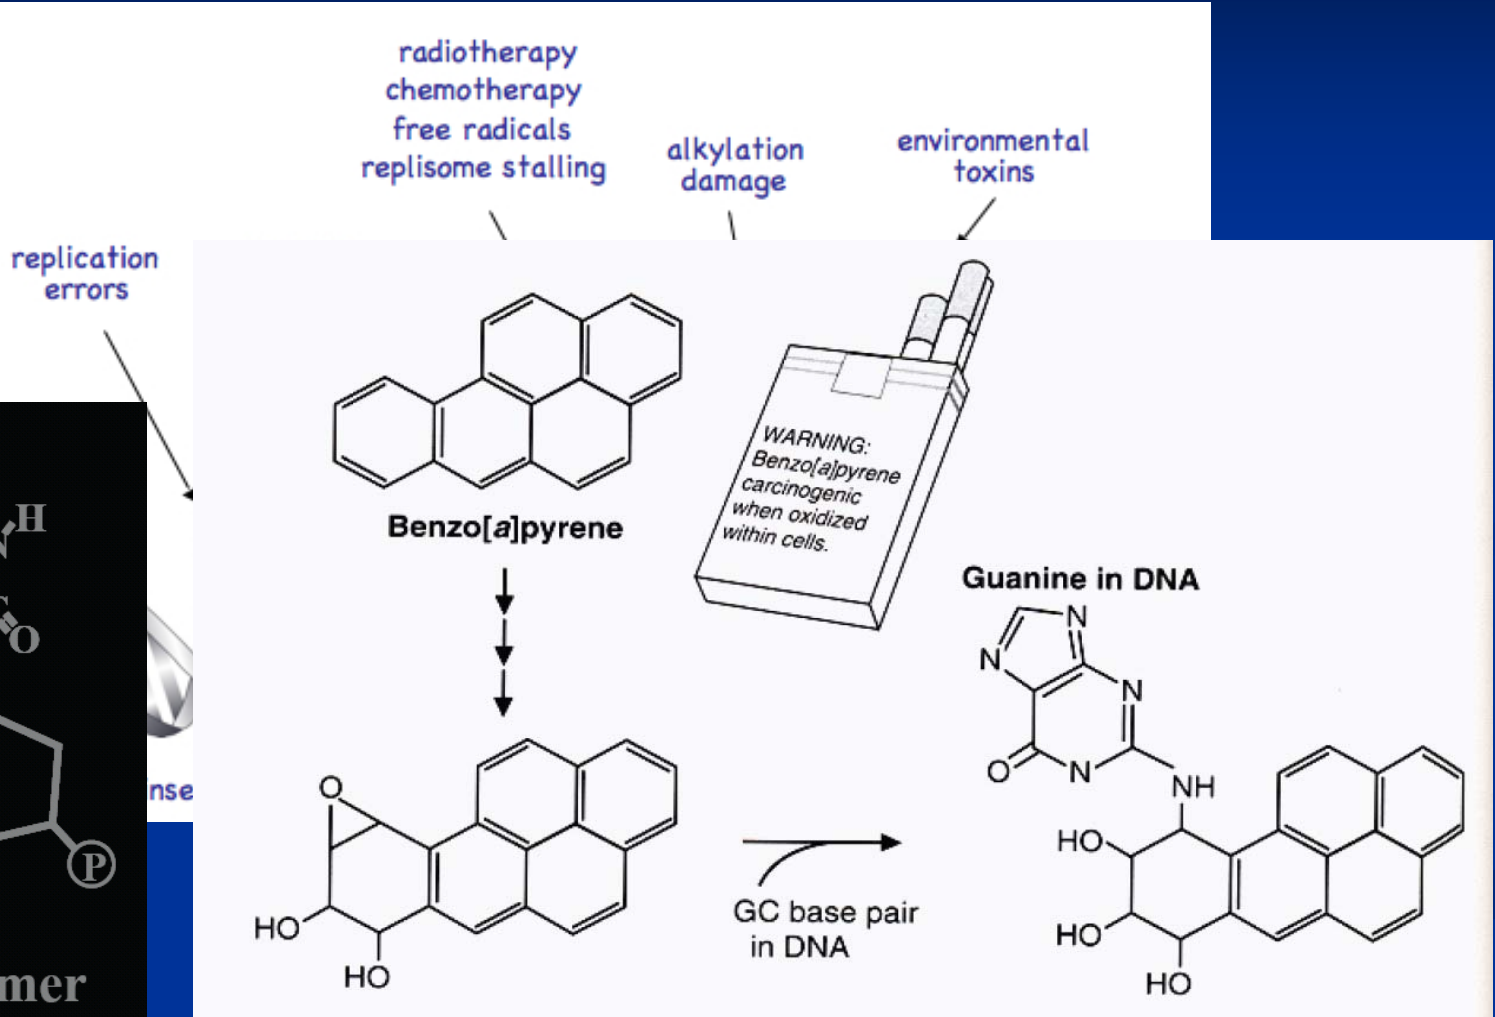 radiotherapy
chemotherapy
free radicals
replisome stalling
alkylation
damage
environmental
toxins
replication
errors
WARNING:
Benzo[a]pyrene
carcinogenic
when oxidized
within cells.
Benzo[a]pyrene
Guanine in DNA
H
O
N
N
N
O
N
NH
O
HO
HO
HO
HO
HO
GC base pair
in DNA
P
nse
mer